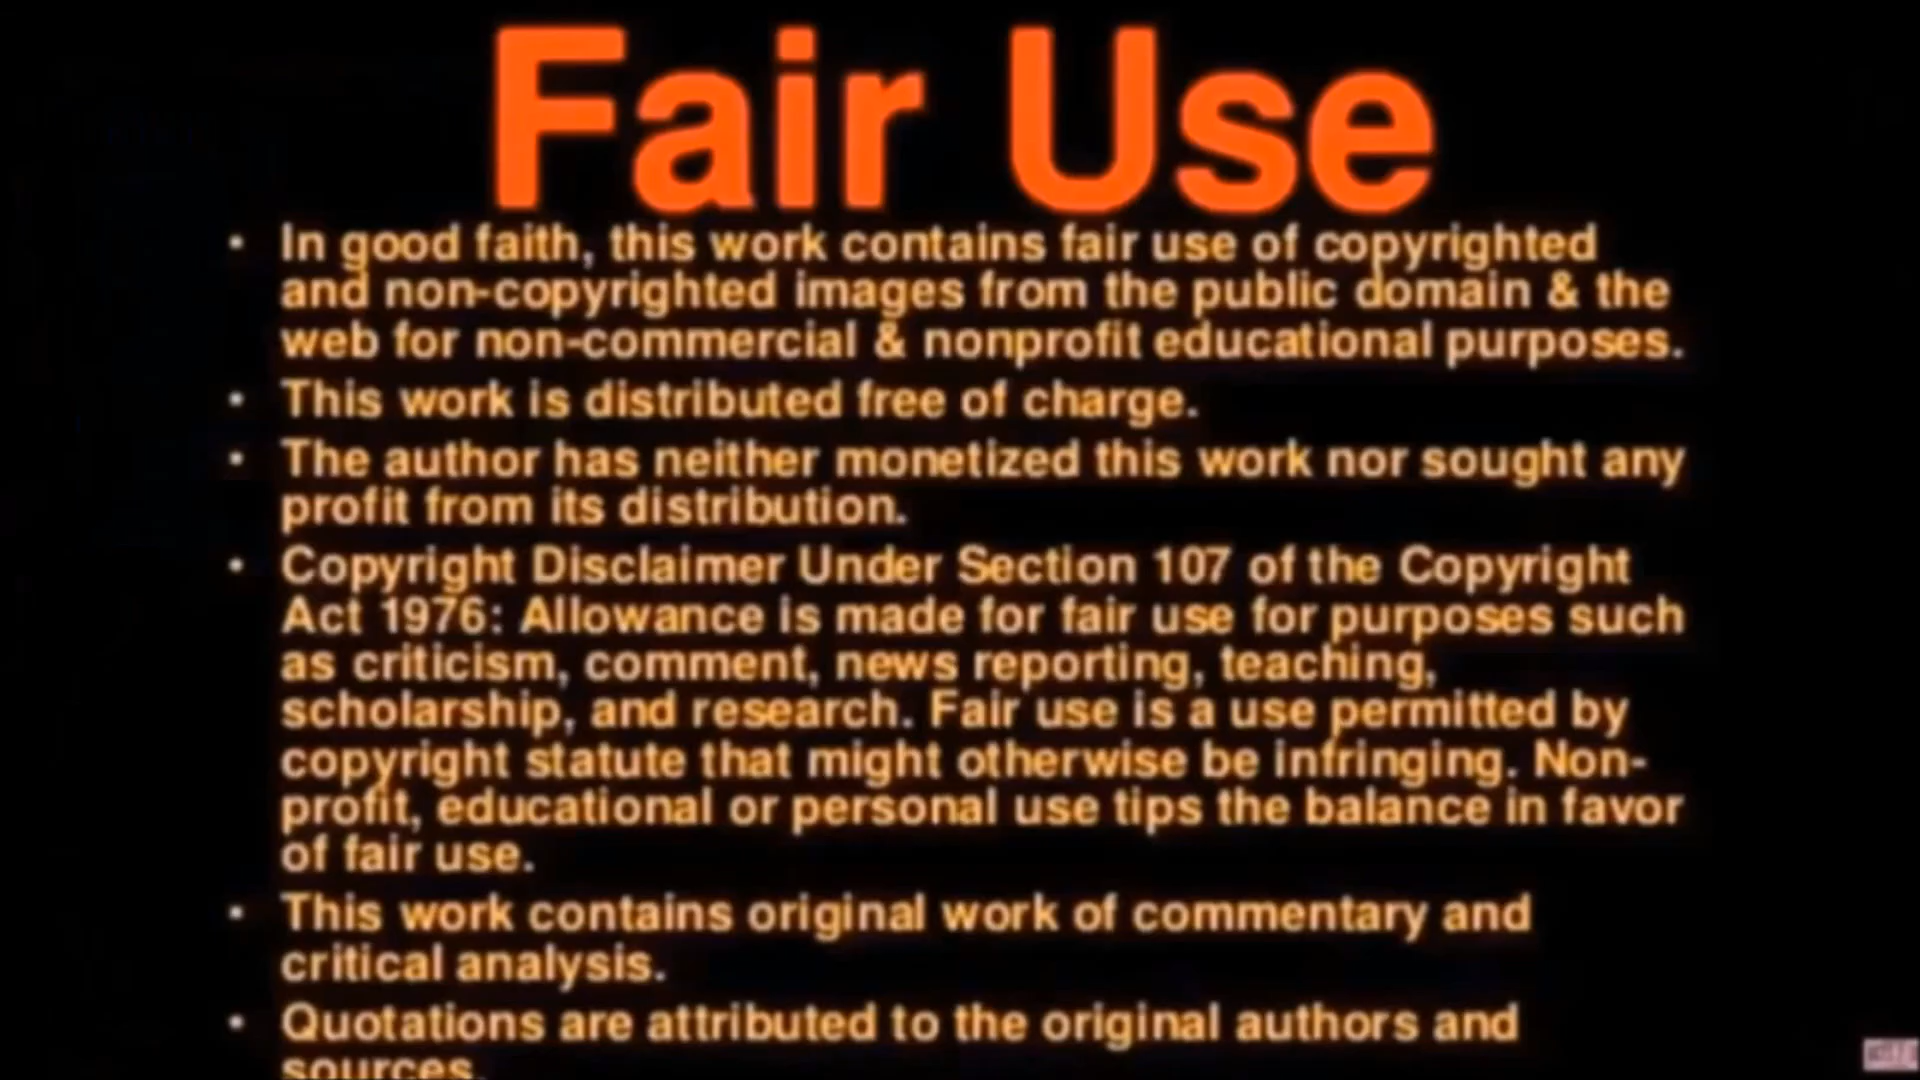 Fair Use
• In good faith, this work contains fair use of copyrighted
and non-copyrighted images from the public domain & the
web for non-commercial & nonprofit educational purposes.
• This work is distributed free of charge.
• The author has neither monetized this work nor sought any
profit from its distribution.
• Copyright Disclaimer Under Section 107 of the Copyright
Act 1976: Allowance is made for fair use for purposes such
as criticism, comment, news reporting, teaching,
scholarship, and research. Fair use is a use permitted by
copyright statute that might otherwise be infringing. Non-
profit, educational or personal use tips the balance in favor
of fair use.
• This work contains original work of commentary and
critical analysis.
• Quotations are attributed to the original authors and
sources.